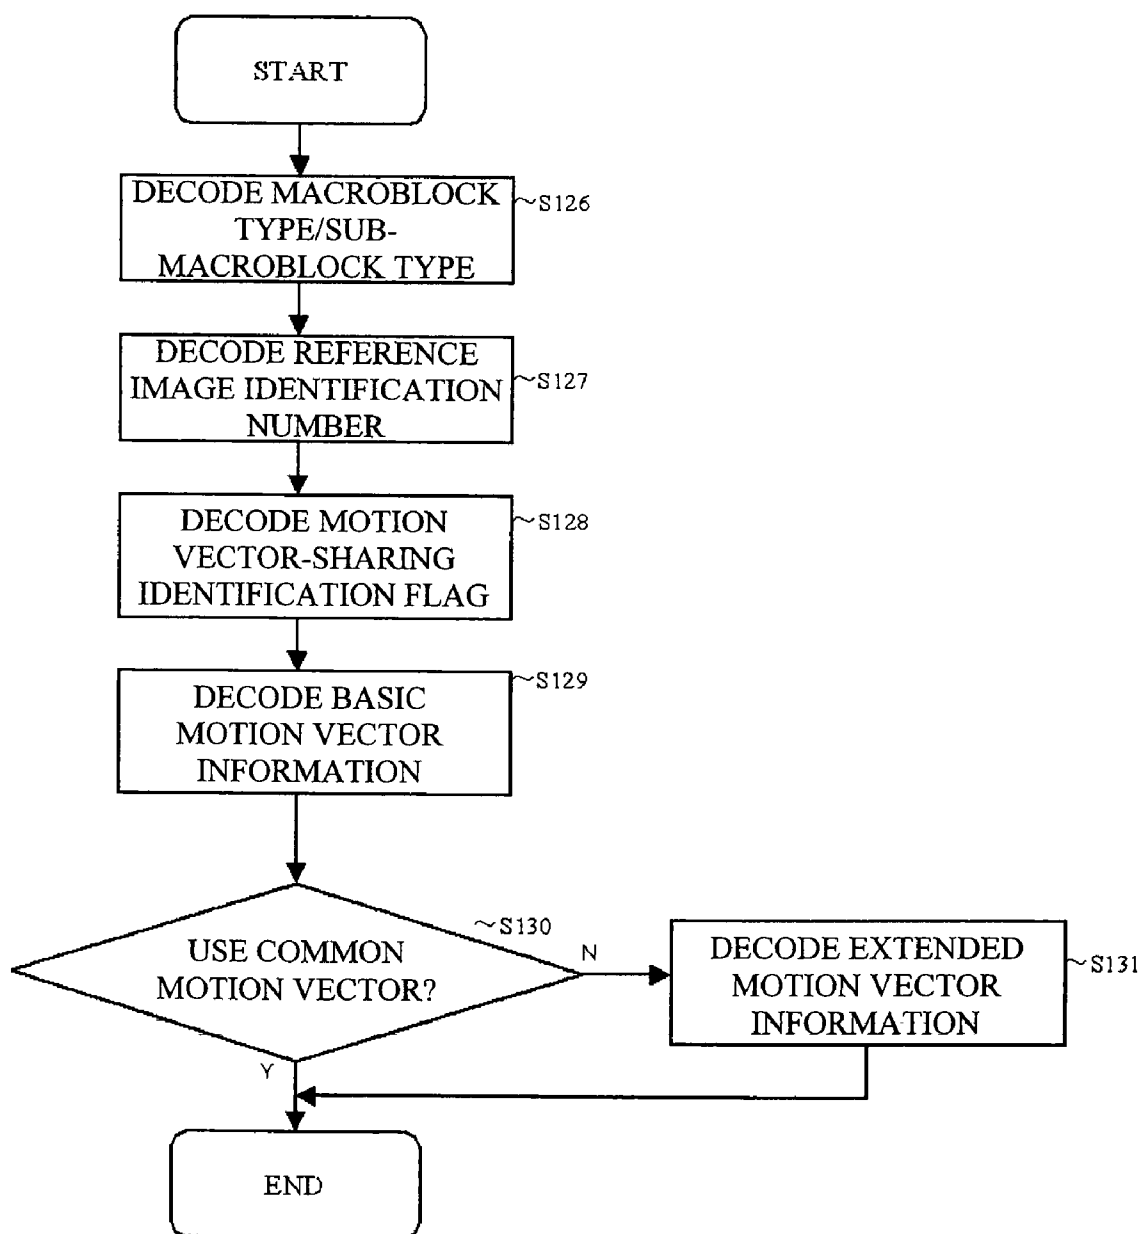 START
DECODE MACROBLOCK
TYPE/SUB-
MACROBLOCK TYPE
~S126
DECODE REFERENCE
IMAGE IDENTIFICATION
NUMBER
~S127
DECODE MOTION
VECTOR-SHARING
IDENTIFICATION FLAG
~S128
DECODE BASIC
MOTION VECTOR
INFORMATION
~S129
USE COMMON
MOTION VECTOR?
~S130
N
DECODE EXTENDED
MOTION VECTOR
INFORMATION
~S131
Y
END